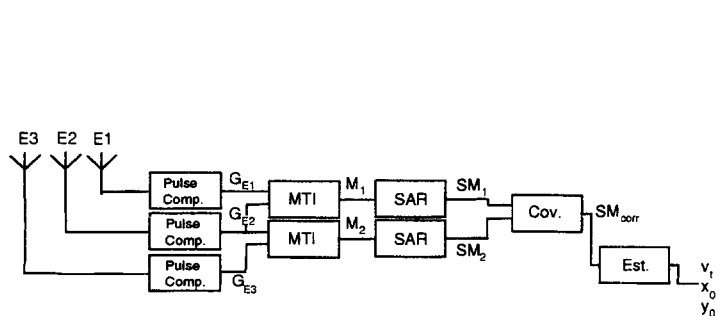 E3 E2 E1
Pulse
Comp.
G_E1
MTI
M_1
SAR
SM_1
Cov.
SM_corr
Pulse
Comp.
G_E2
MTI
M_2
SAR
SM_2
Pulse
Comp.
G_E3
Est.
v_t
x_0
y_0